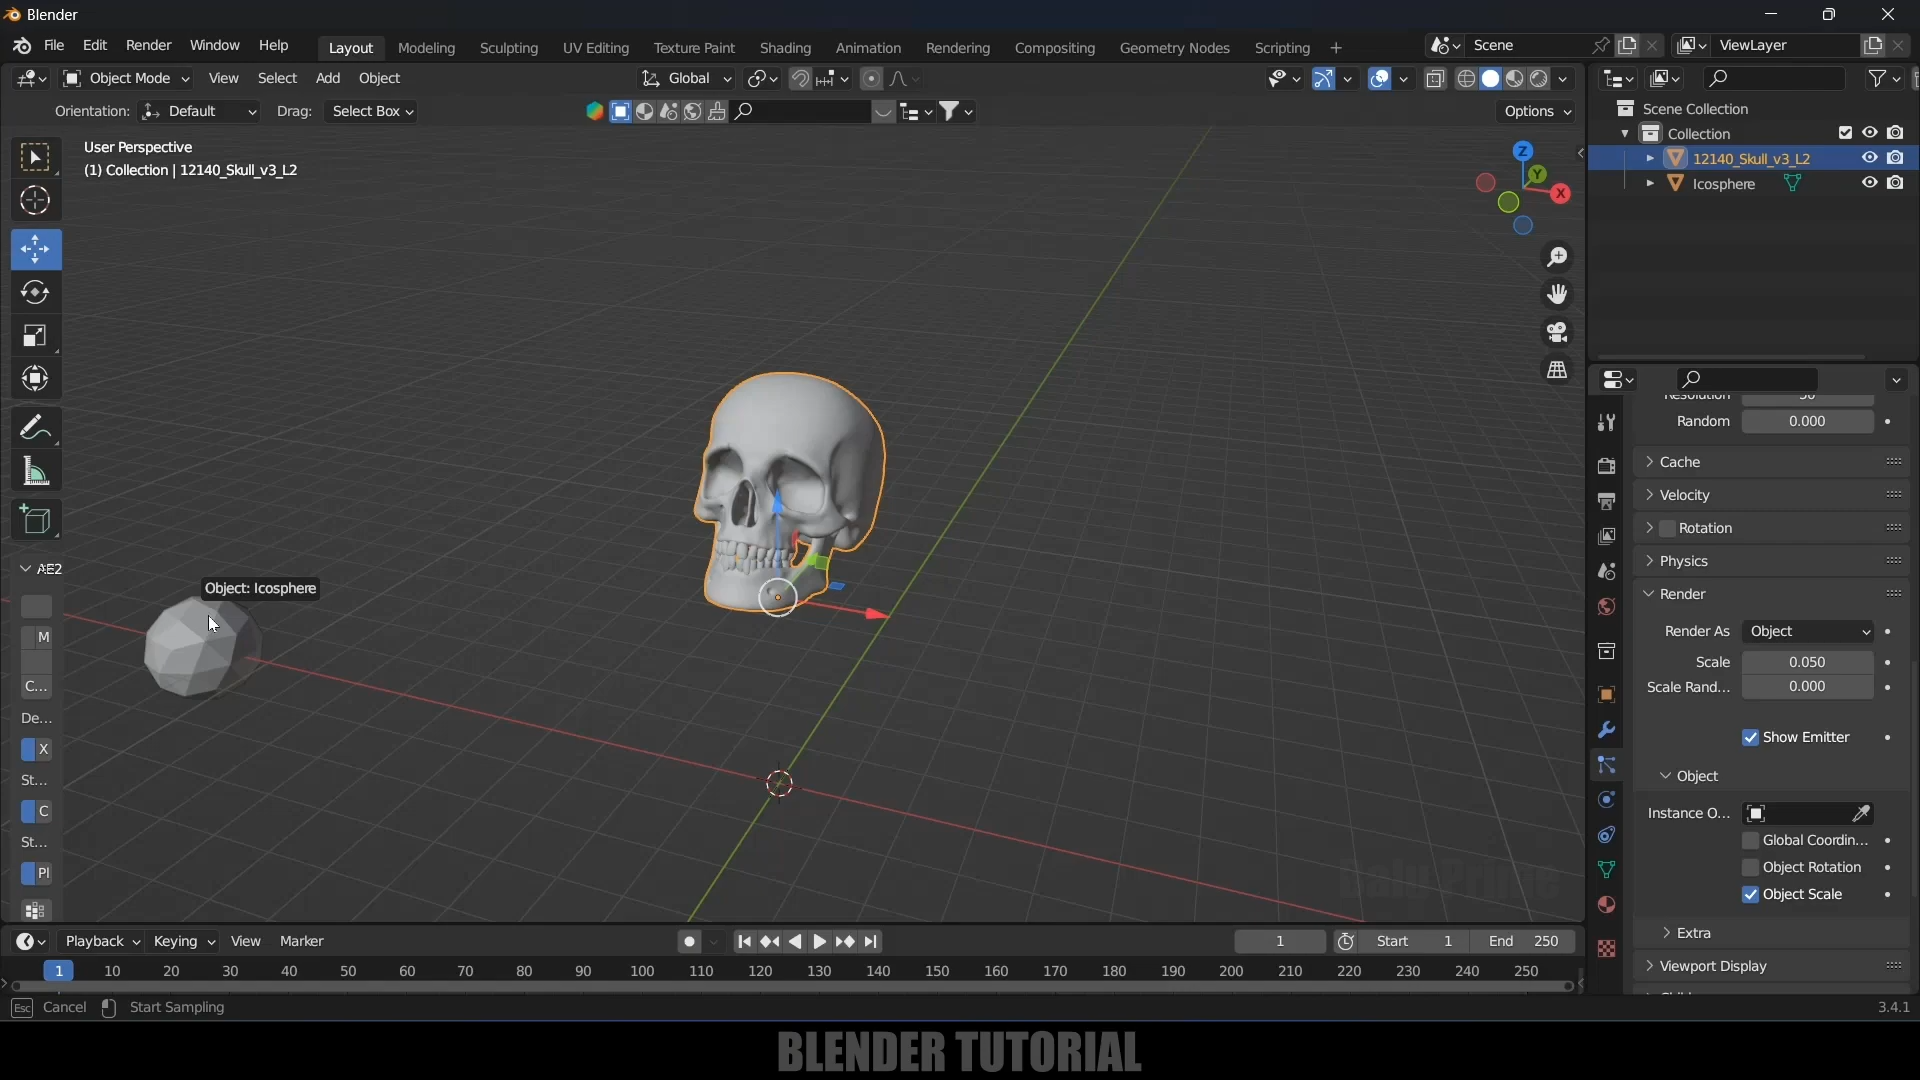 Blender
File Edit Render Window Help Layout Modeling Sculpting UV Editing Texture Paint Shading Animation Rendering Compositing Geometry Nodes Scripting + Scene ViewLayer
Object Mode View Select Add Object Global
Orientation: Default Drag: Select Box Options
User Perspective
(1) Collection | 12140_Skull_v3_L2
Z
Y
X
Scene Collection
Collection
12140_Skull_v3_L2
Icosphere
Resolution
Random 0.000
Cache
Velocity
Rotation
Physics
Render
Render As Object
Scale 0.050
Scale Rand... 0.000
Show Emitter
Object
Instance O...
Global Coordin...
Object Rotation
Object Scale
Extra
Viewport Display
Object: Icosphere
M
C...
De...
X
St...
C
St...
Pl
Playback Keying View Marker 1 Start 1 End 250
1 10 20 30 40 50 60 70 80 90 100 110 120 130 140 150 160 170 180 190 200 210 220 230 240 250
Esc Cancel Start Sampling 3.4.1
BLENDER TUTORIAL